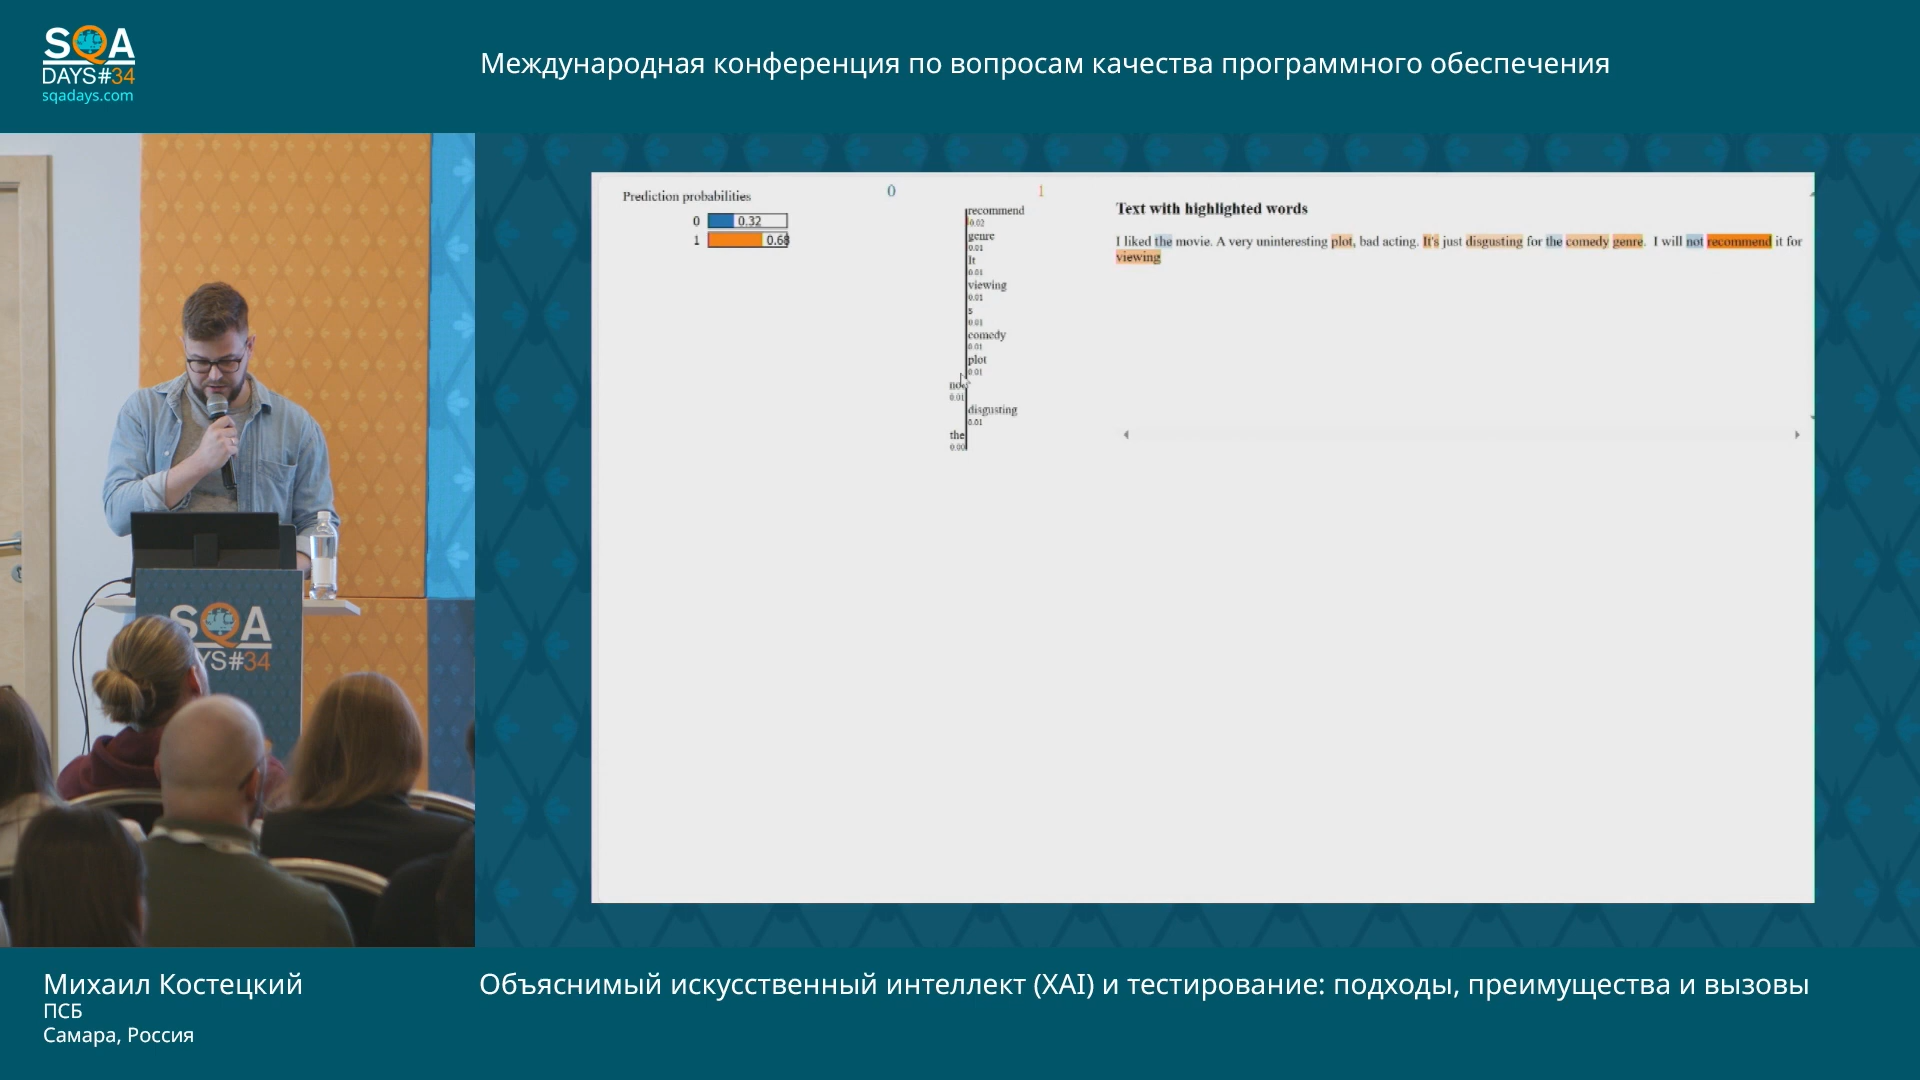 SQA
DAYS#34
sqadays.com
Международная конференция по вопросам качества программного обеспечения
Prediction probabilities
0 0.32
1 0.68
0 1
recommend
0.02
genre
0.01
It
0.01
viewing
0.01
s
0.01
comedy
0.01
plot
0.01
0.01
disgusting
0.01
the
0.00
Text with highlighted words
I liked the movie. A very uninteresting plot, bad acting. It's just disgusting for the comedy genre. I will not recommend it for
viewing
SQA
YS#34
Михаил Костецкий
ПСБ
Самара, Россия
Объяснимый искусственный интеллект (XAI) и тестирование: подходы, преимущества и вызовы